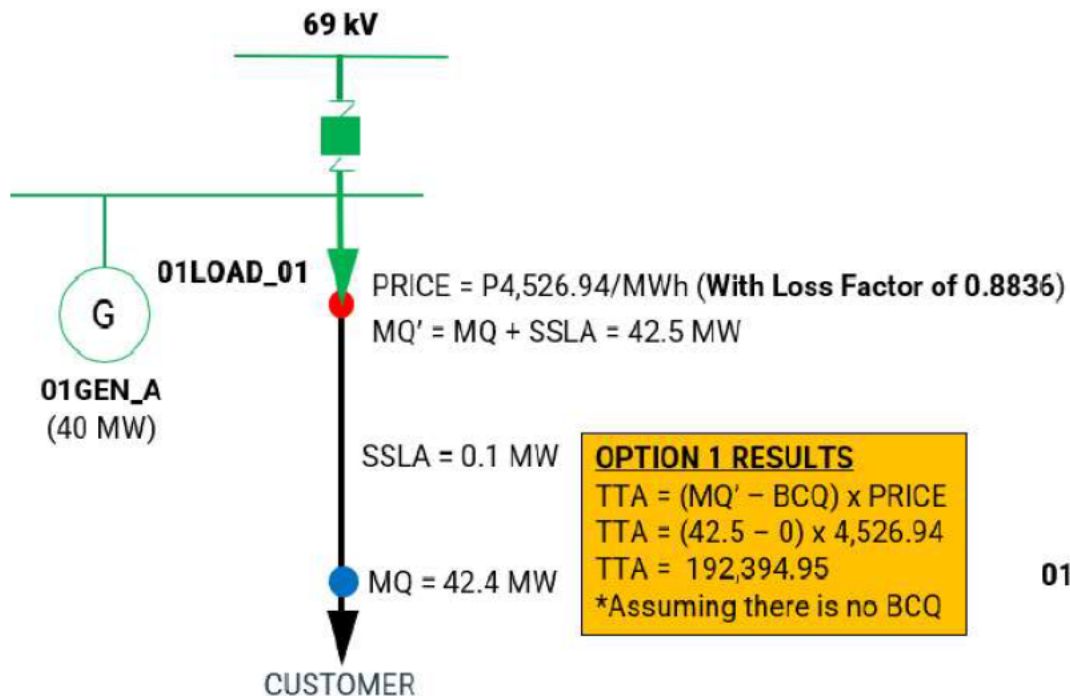 69 kV
01LOAD_01
PRICE = P4,526.94/MWh (With Loss Factor of 0.8836)
MQ' = MQ + SSLA = 42.5 MW
G
01GEN_A
(40 MW)
SSLA = 0.1 MW
OPTION 1 RESULTS
TTA = (MQ' – BCQ) x PRICE
TTA = (42.5 – 0) x 4,526.94
TTA = 192,394.95
*Assuming there is no BCQ
MQ = 42.4 MW
01
CUSTOMER